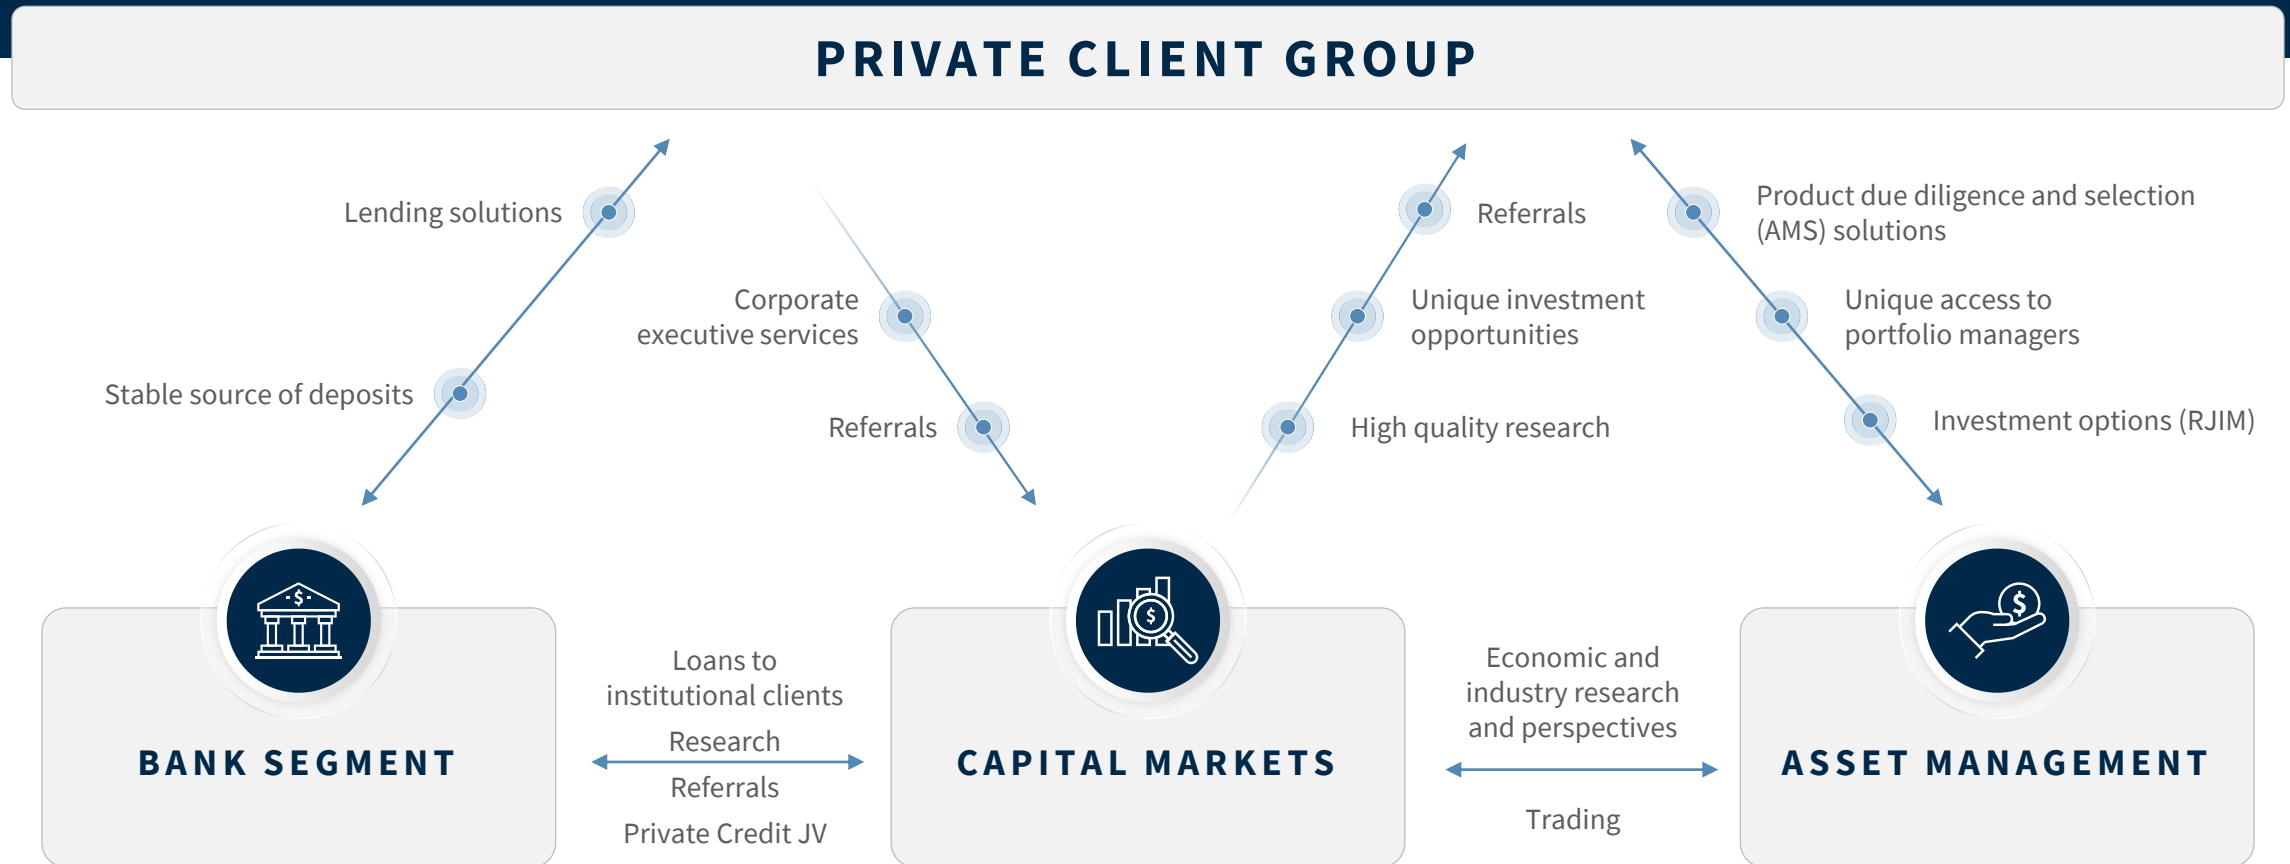 PRIVATE CLIENT GROUP
Lending solutions
Stable source of deposits
Corporate
executive services
Referrals
Referrals
Unique investment
opportunities
High quality research
Product due diligence and selection
(AMS) solutions
Unique access to
portfolio managers
Investment options (RJIM)
$
BANK SEGMENT
Loans to
institutional clients
Research
Referrals
Private Credit JV
$
CAPITAL MARKETS
Economic and
industry research
and perspectives
Trading
$
ASSET MANAGEMENT